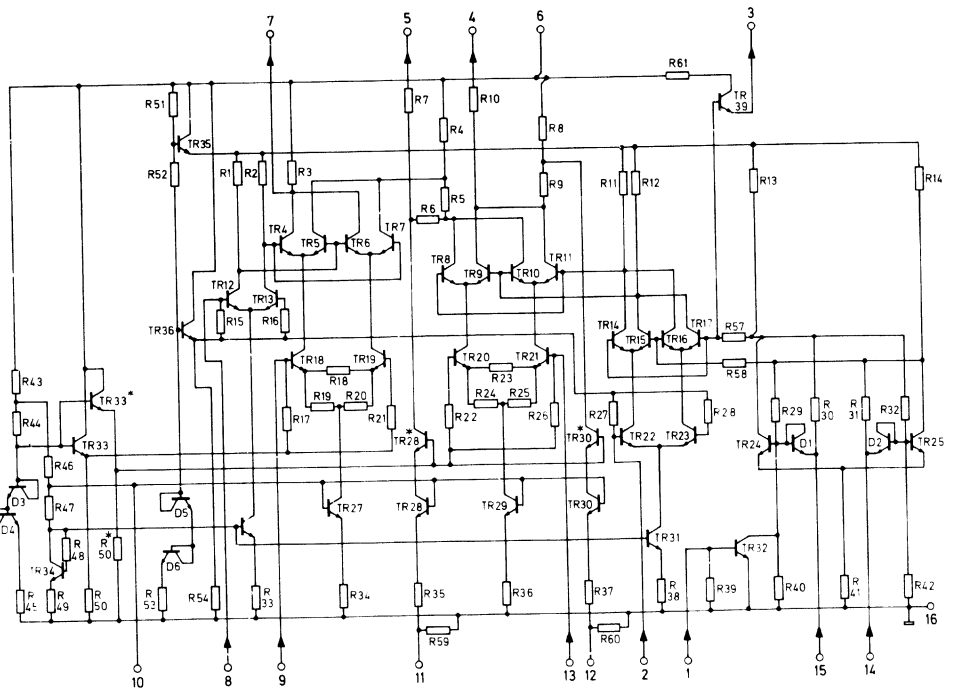 7 5 4 6 3
R61
TR 39
R51 R7 R10
R4 R8
TR35
R52 R1 R2 R3 R11 R12 R13 R14
R5 R9
R6
TR4 TR5 TR6 TR7
TR8 TR9 TR10 TR11
TR12 TR13
R15 R16
TR36
TR14 TR15 TR16 TR17 R57
TR18 TR19 TR20 TR21
R18 R23 R58
R43
R19 R20 R24 R25
TR33*
R44
R17 R21 R22 R26 R27 R28 R29 R30 R31 R32
TR33 TR28* TR30* TR22 TR23 TR24 D1 D2 TR25
R46
D3 R47 D5
D4
TR27 TR28 TR29 TR30
R48 R50*
TR34 D6
TR31 TR32
R45 R49 R50 R53 R54 R33 R34 R35 R36 R37 R38 R39 R40 R41 R42
R59 R60
16
10 8 9 11 13 12 2 1 15 14